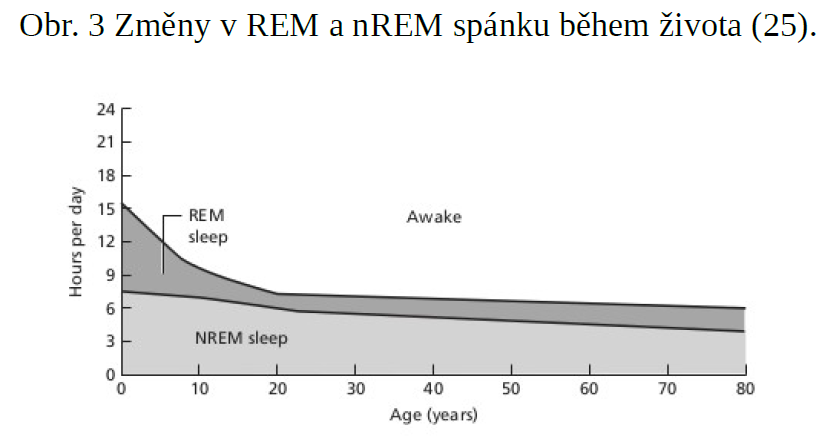 Obr. 3 Změny v REM a nREM spánku během života (25).
24
21
18
15
12
9
6
3
0
Hours per day
REM
sleep
Awake
NREM sleep
0 10 20 30 40 50 60 70 80
Age (years)